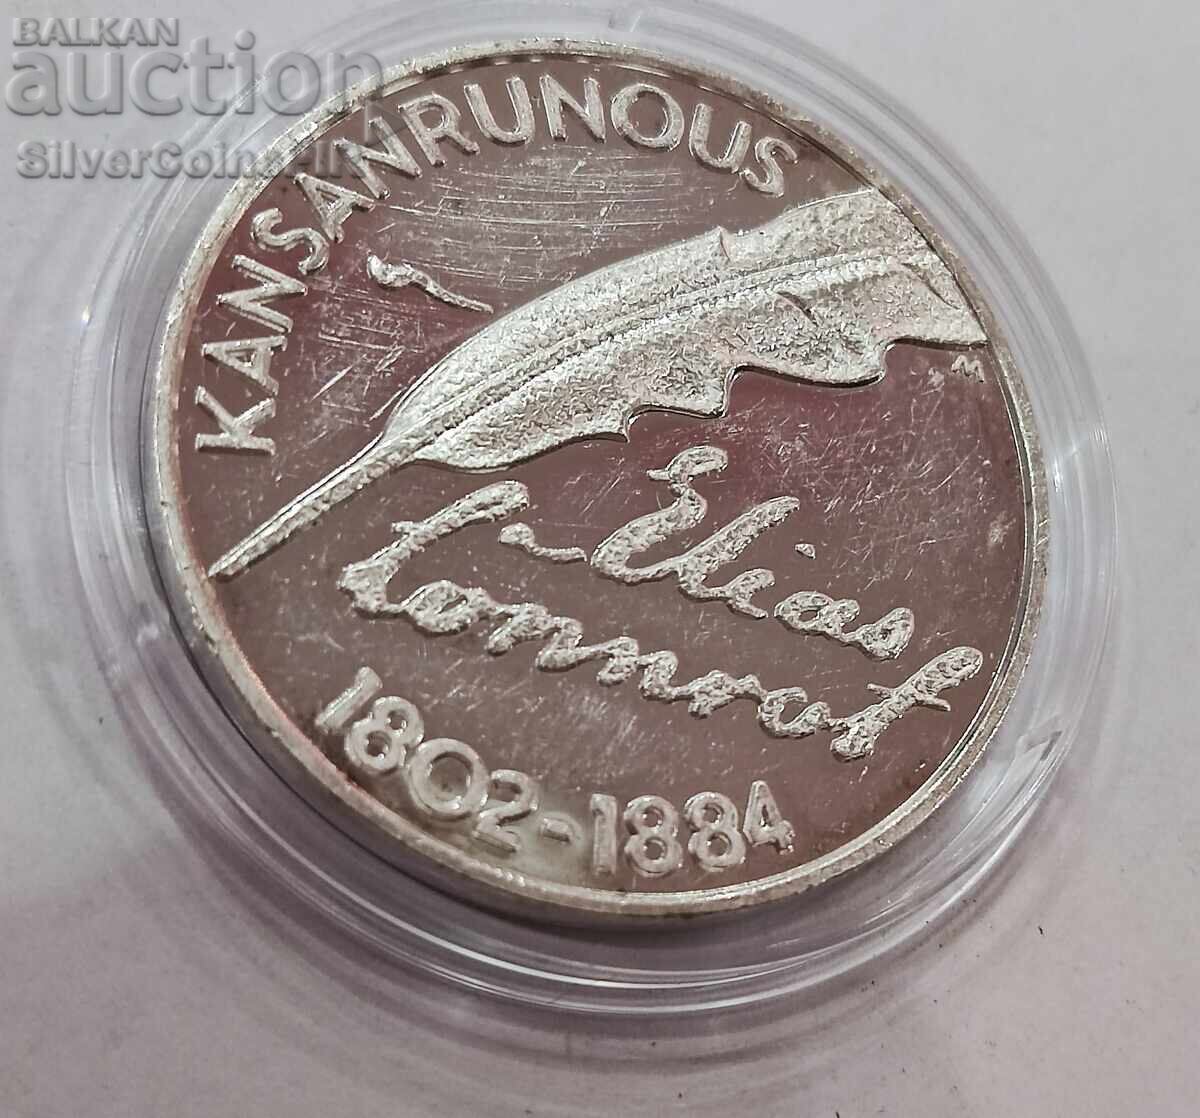 BALKAN
auction
KANSANRUNOUS
M
Elias
Lönnrot
1802-1884